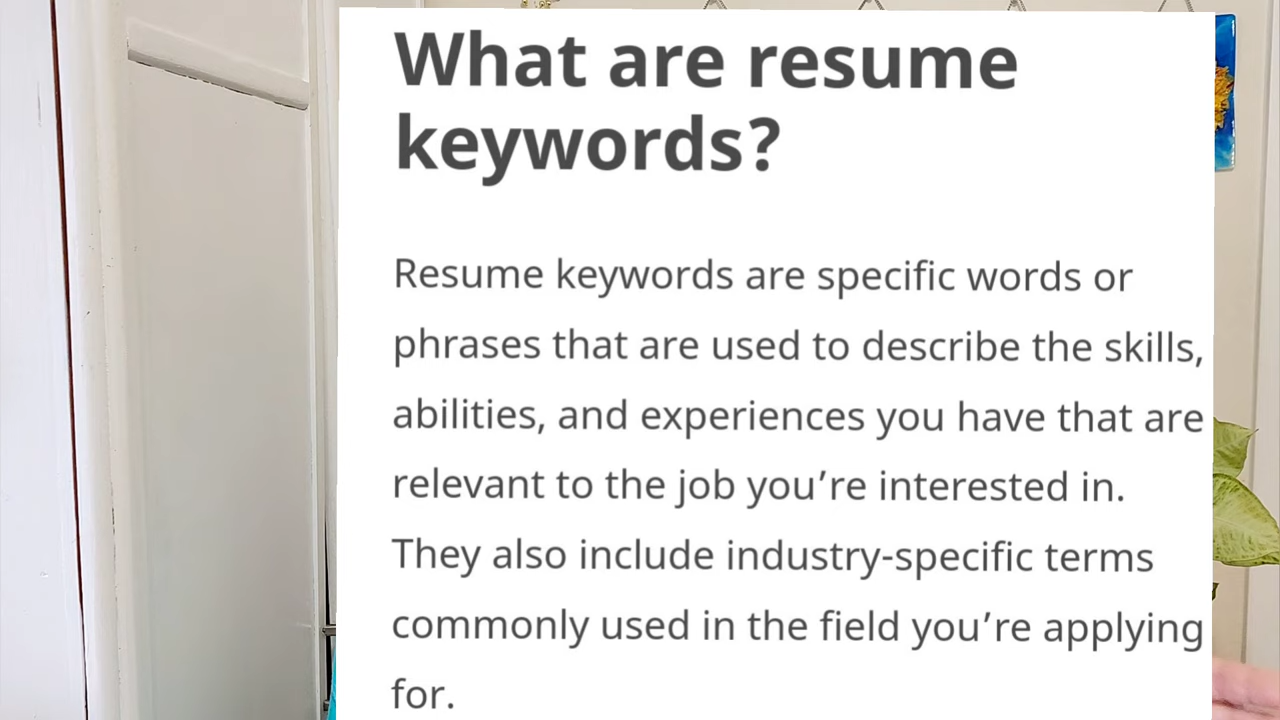 What are resume
keywords?
Resume keywords are specific words or
phrases that are used to describe the skills,
abilities, and experiences you have that are
relevant to the job you’re interested in.
They also include industry-specific terms
commonly used in the field you’re applying
for.